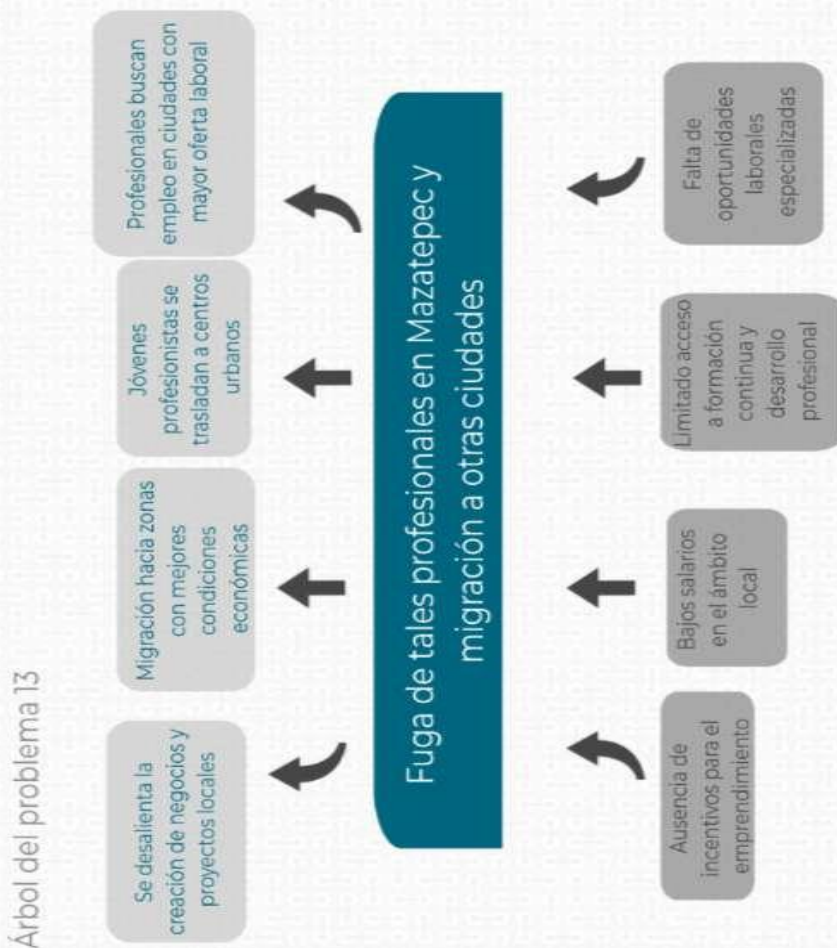 Árbol del problema 13
Se desalienta la
creación de negocios y
proyectos locales
Migración hacia zonas
con mejores
condiciones
económicas
Jóvenes
profesionistas se
trasladan a centros
urbanos
Profesionales buscan
empleo en ciudades con
mayor oferta laboral
Fuga de tales profesionales en Mazatepec y
migración a otras ciudades
Ausencia de
incentivos para el
emprendimiento
Bajos salarios
en el ámbito
local
Limitado acceso
a formación
continua y
desarrollo
profesional
Falta de
oportunidades
laborales
especializadas